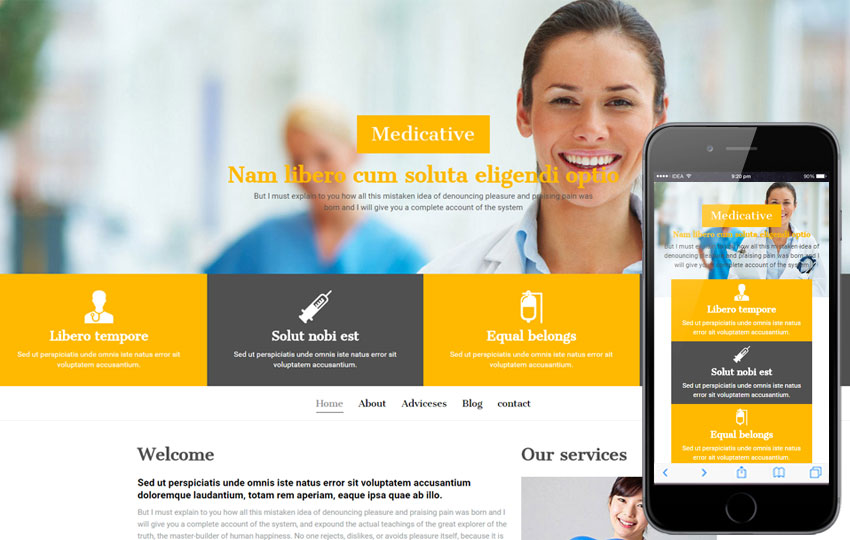 Medicative
Nam libero cum soluta eligendi optio
But I must explain to you how all this mistaken idea of denouncing pleasure and praising pain was
born and I will give you a complete account of the system
Libero tempore
Sed ut perspiciatis unde omnis iste natus error sit
voluptatem accusantium.
Solut nobi est
Sed ut perspiciatis unde omnis iste natus error sit
voluptatem accusantium.
Equal belongs
Sed ut perspiciatis unde omnis iste natus error sit
voluptatem accusantium.
Home About Adviceses Blog contact
Welcome
Sed ut perspiciatis unde omnis iste natus error sit voluptatem accusantium
doloremque laudantium, totam rem aperiam, eaque ipsa quae ab illo.
But I must explain to you how all this mistaken idea of denouncing pleasure and praising pain was born and I
will give you a complete account of the system, and expound the actual teachings of the great explorer of the
truth, the master-builder of human happiness. No one rejects, dislikes, or avoids pleasure itself, because it is
Our services
IDEA 9:20 pm 90%
Medicative
Nam libero cum soluta eligendi optio
But I must explain to you how all this mistaken idea of
denouncing pleasure and praising pain was born and I
will give you a complete account of the system
Libero tempore
Sed ut perspiciatis unde omnis iste natus error sit
voluptatem accusantium.
Solut nobi est
Sed ut perspiciatis unde omnis iste natus error sit
voluptatem accusantium.
Equal belongs
Sed ut perspiciatis unde omnis iste natus error sit
voluptatem accusantium.